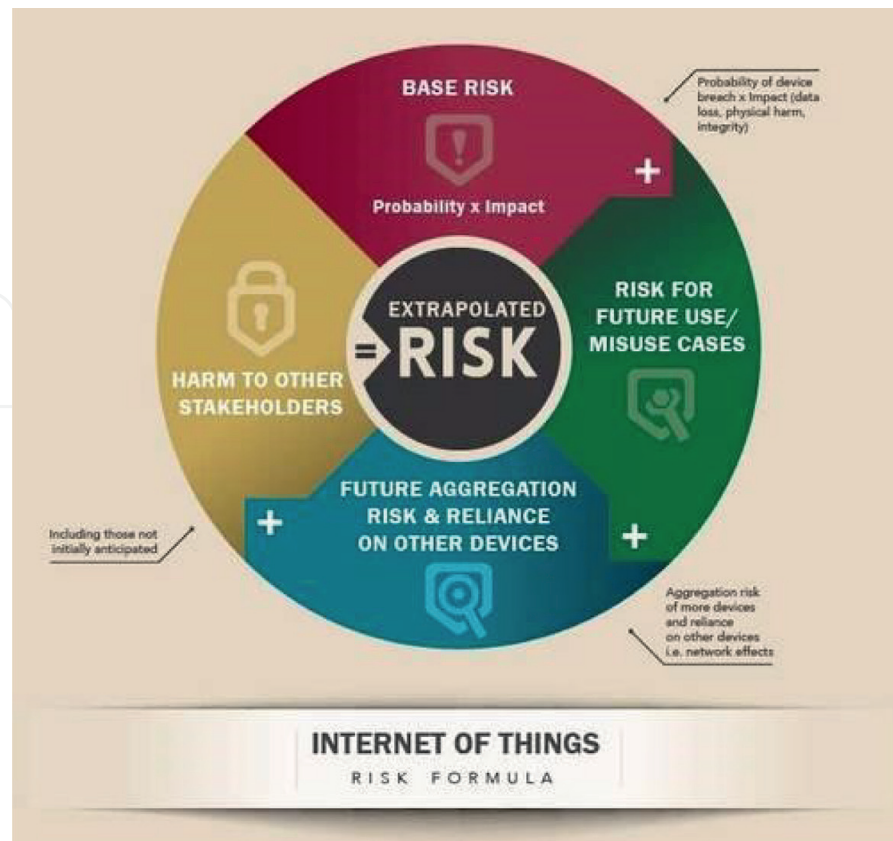 BASE RISK
Probability x Impact
+
Probability of device
breach x Impact (data
loss, physical harm,
integrity)
RISK FOR
FUTURE USE/
MISUSE CASES
+
FUTURE AGGREGATION
RISK & RELIANCE
ON OTHER DEVICES
+
Aggregation risk
of more devices
and reliance
on other devices
i.e. network effects
HARM TO OTHER
STAKEHOLDERS
Including those not
initially anticipated
=
EXTRAPOLATED
RISK
INTERNET OF THINGS
RISK FORMULA